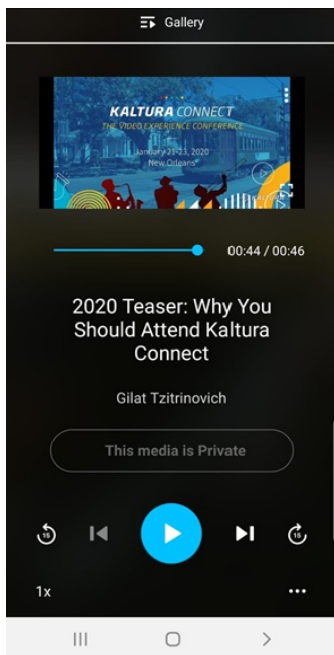 Gallery
KALTURA CONNECT
THE VIDEO EXPERIENCE CONFERENCE
January 21-23, 2020
New Orleans
00:44 / 00:46
2020 Teaser: Why You
Should Attend Kaltura
Connect
Gilat Tzitrinovich
This media is Private
15
15
1x